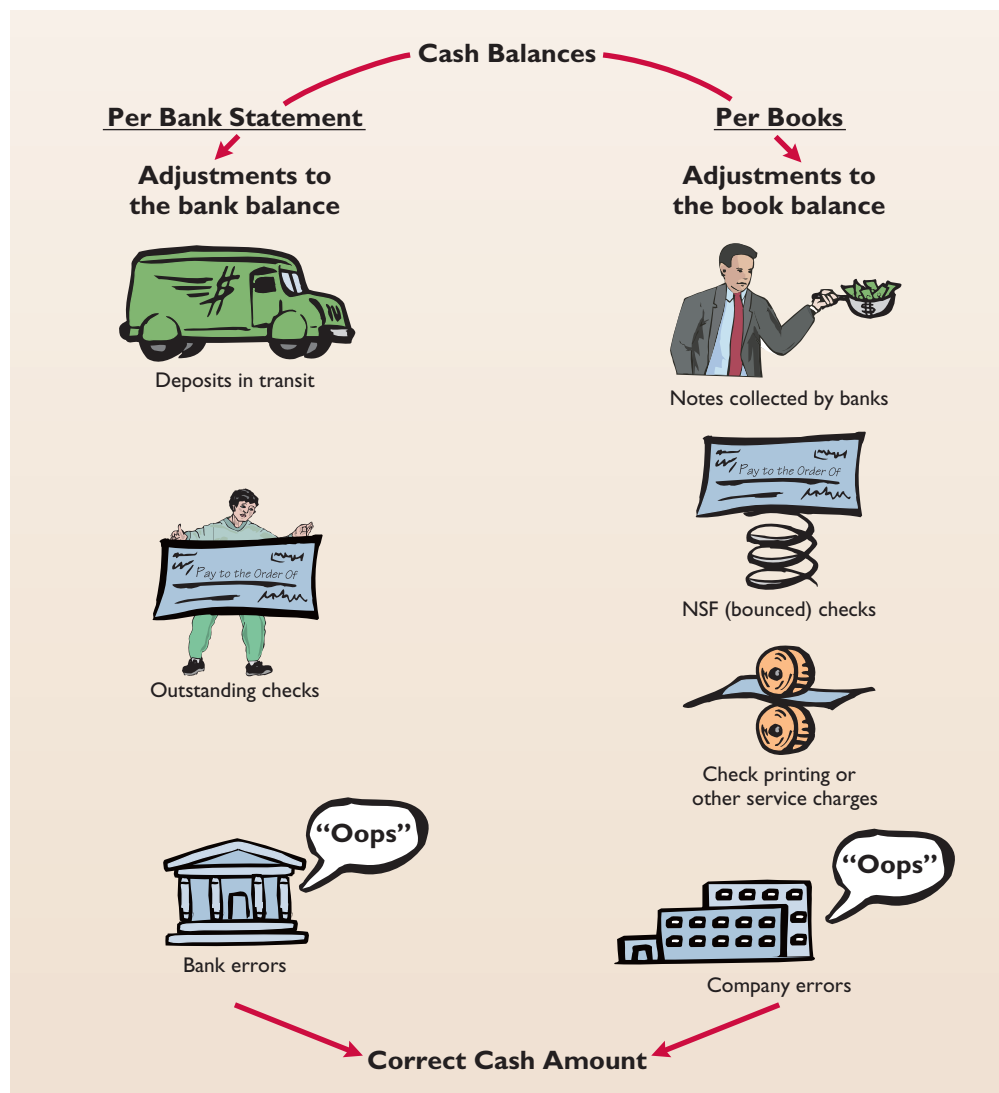 Cash Balances
Per Bank Statement
Adjustments to
the bank balance
$
Deposits in transit
Pay to the Order Of
Outstanding checks
“Oops”
Bank errors
Per Books
Adjustments to
the book balance
$
Notes collected by banks
Pay to the Order Of
NSF (bounced) checks
Check printing or
other service charges
“Oops”
Company errors
Correct Cash Amount